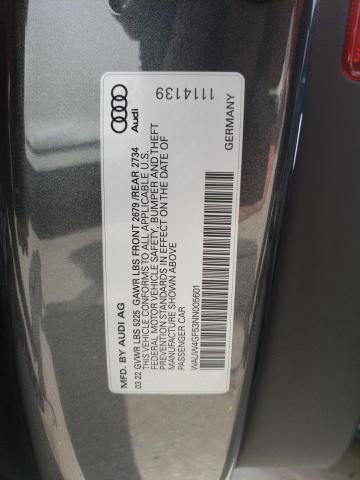 MFD. BY AUDI AG
03.22 GVWR LBS 5225 GAWR LBS FRONT 2679 /REAR 2734
THIS VEHICLE CONFORMS TO ALL APPLICABLE U.S.
FEDERAL MOTOR VEHICLE SAFETY, BUMPER AND THEFT
PREVENTION STANDARDS IN EFFECT ON THE DATE OF
MANUFACTURE SHOWN ABOVE
PASSENGER CAR
WAUW4GF53NN005601
GERMANY
Audi
1114139